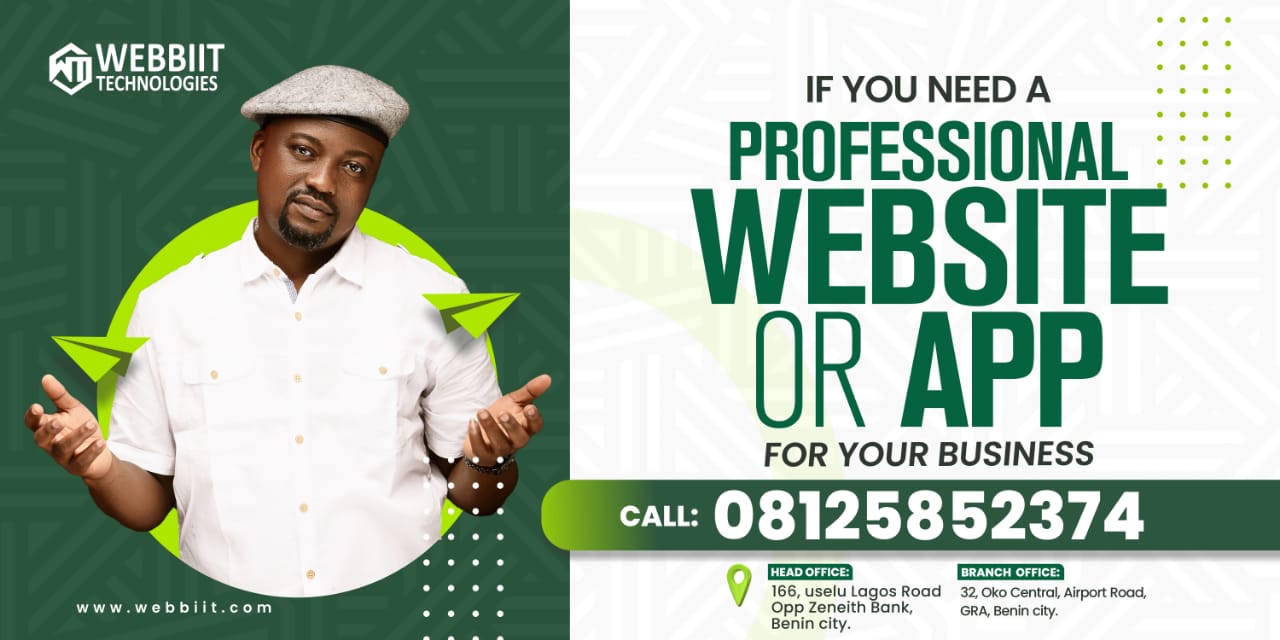 WEBBIIT
TECHNOLOGIES
IF YOU NEED A
PROFESSIONAL
WEBSITE
OR APP
FOR YOUR BUSINESS
CALL: 08125852374
HEAD OFFICE:
166, uselu Lagos Road
Opp Zeneith Bank,
Benin city.
BRANCH OFFICE:
32, Oko Central, Airport Road,
GRA, Benin city.
www.webbiit.com